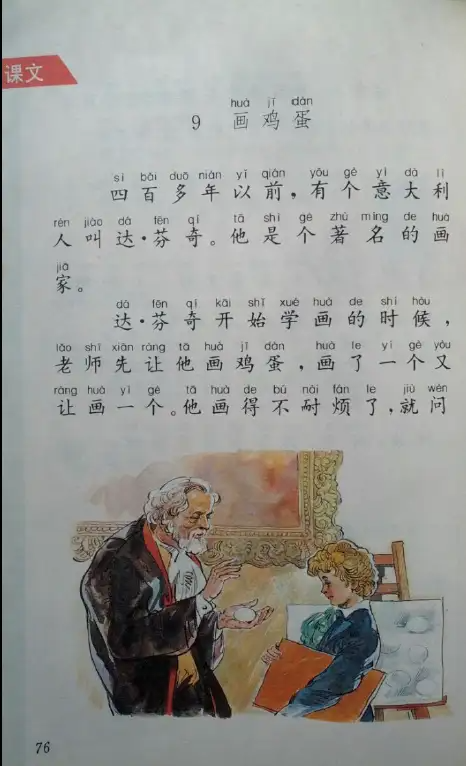 课文
huà jī dàn
9 画鸡蛋
sì bǎi duō nián yǐ qián yǒu gè yì dà lì
四百多年以前，有个意大利
rén jiào dá fēn qí tā shì gè zhù míng de huà
人叫达·芬奇。他是个著名的画
jiā
家。
dá fēn qí kāi shǐ xué huà de shí hòu
达·芬奇开始学画的时候，
lǎo shī xiān ràng tā huà jī dàn huà le yī gè yòu
老师先让他画鸡蛋，画了一个又
ràng huà yī gè tā huà de bú nài fán le jiù wèn
让画一个。他画得不耐烦了，就问
76